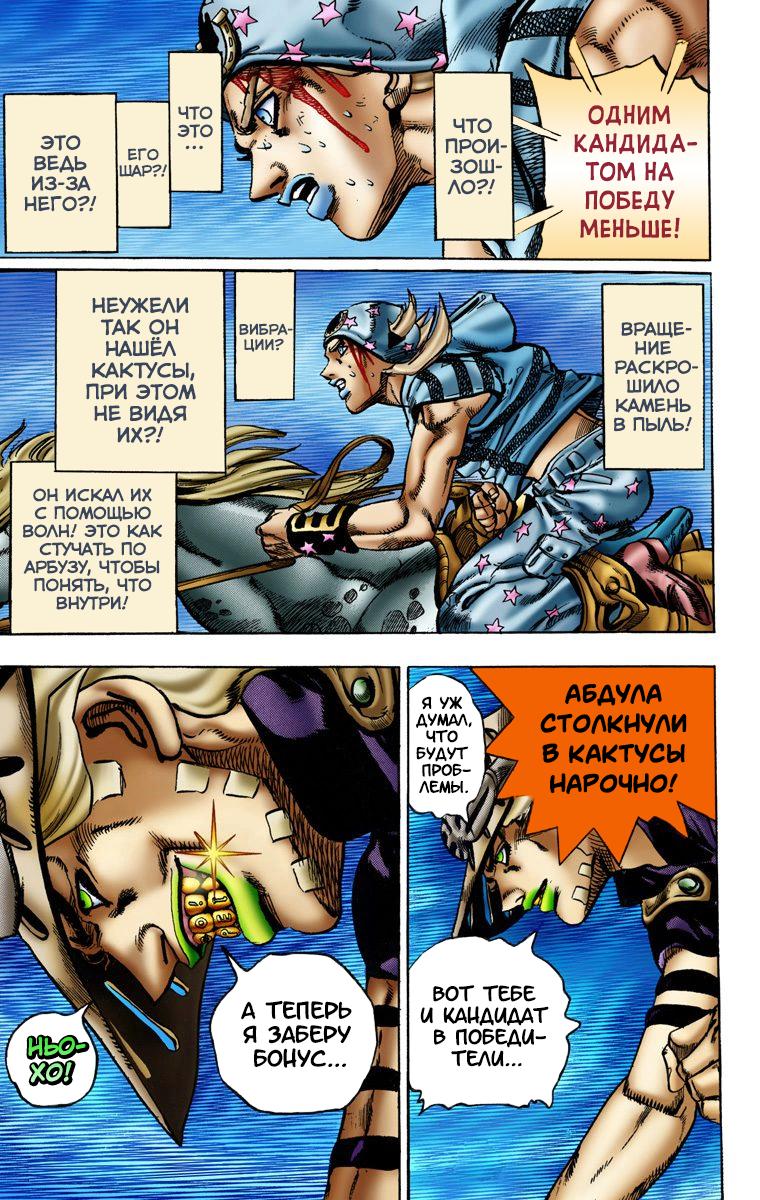 ОДНИМ
КАНДИДА-
ТОМ НА
ПОБЕДУ
МЕНЬШЕ!
ЧТО
ПРОИ-
ЗОШ-
ЛО?!
ЧТО
ЭТО
...
ЕГО
ШАР?!
ЭТО
ВЕДЬ
ИЗ-ЗА
НЕГО?!
ВРАЩЕ-
НИЕ
РАСКРО-
ШИЛО
КАМЕНЬ
В ПЫЛЬ!
ВИБРА-
ЦИИ?
НЕУЖЕЛИ
ТАК ОН
НАШЁЛ
КАКТУСЫ,
ПРИ ЭТОМ
НЕ ВИДЯ
ИХ?!
ОН ИСКАЛ ИХ
С ПОМОЩЬЮ
ВОЛН! ЭТО КАК
СТУЧАТЬ ПО
АРБУЗУ, ЧТОБЫ
ПОНЯТЬ, ЧТО
ВНУТРИ!
АБДУЛА
СТОЛКНУЛИ
В КАКТУСЫ
НАРОЧНО!
Я УЖ
ДУМАЛ,
ЧТО
БУДУТ
ПРОБ-
ЛЕМЫ.
ВОТ ТЕБЕ
И КАНДИДАТ
В ПОБЕДИ-
ТЕЛИ...
А ТЕПЕРЬ
Я ЗАБЕРУ
БОНУС...
НЬО-
ХО!